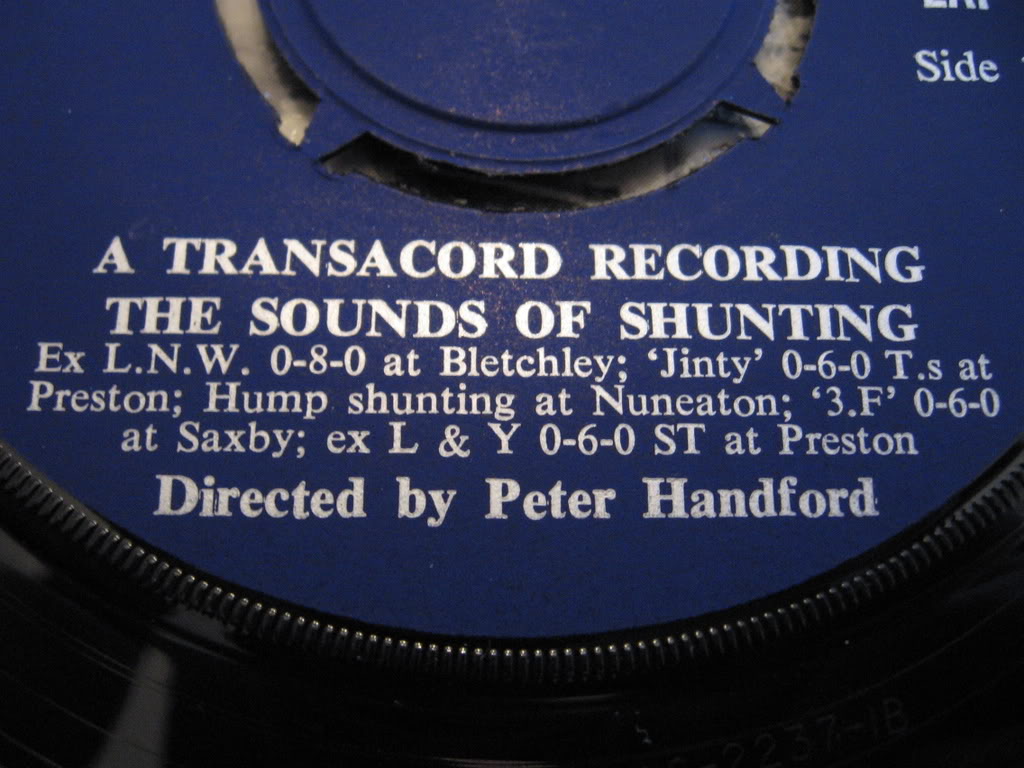 Side
A TRANSACORD RECORDING
THE SOUNDS OF SHUNTING
Ex L.N.W. 0-8-0 at Bletchley; ‘Jinty’ 0-6-0 T.s at
Preston; Hump shunting at Nuneaton; ‘3.F’ 0-6-0
at Saxby; ex L & Y 0-6-0 ST at Preston
Directed by Peter Handford
2237-1B